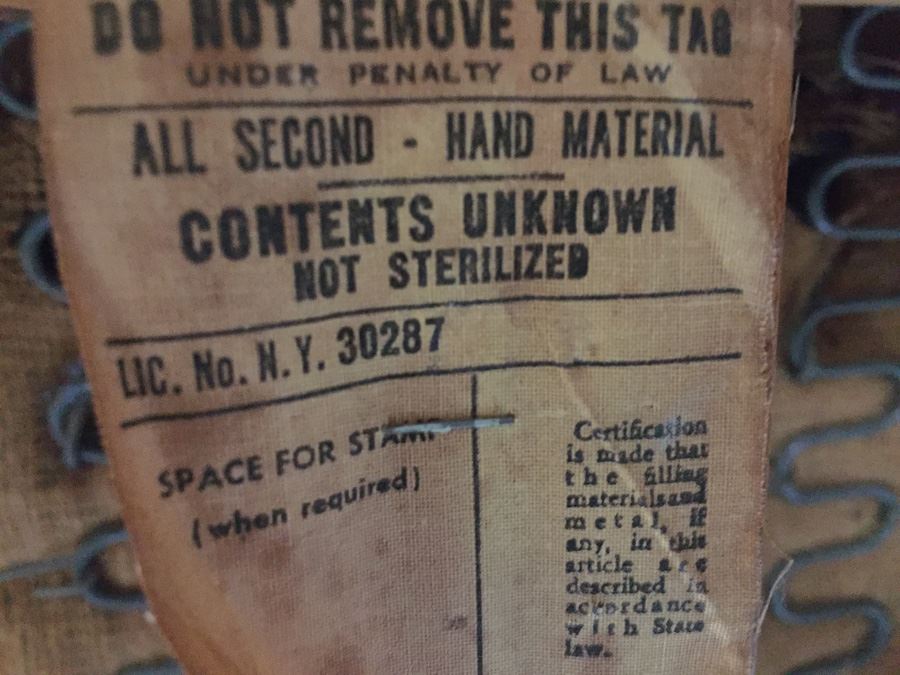 DO NOT REMOVE THIS TAG
UNDER PENALTY OF LAW
ALL SECOND - HAND MATERIAL
CONTENTS UNKNOWN
NOT STERILIZED
LIC. No. N.Y. 30287
SPACE FOR STAMP
(when required)
Certification
is made that
the filling
materials and
metal, if
any, in this
article are
described in
accordance
with State
law.